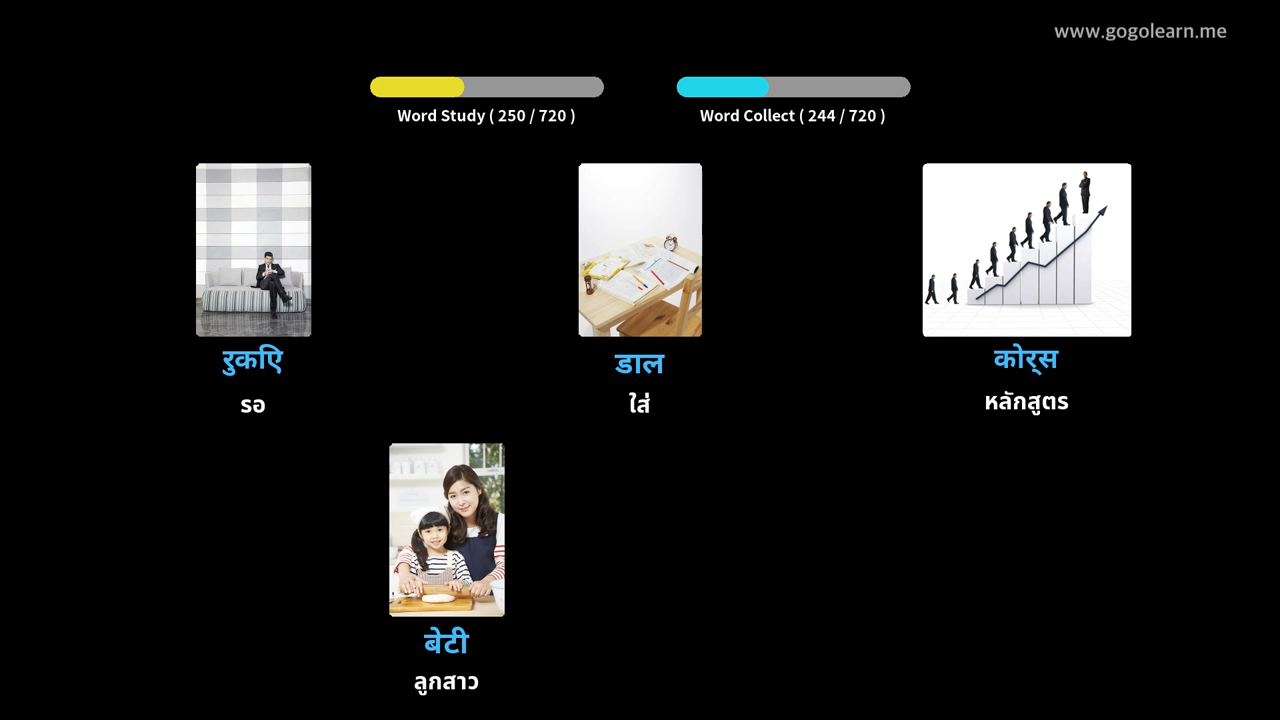 www.gogolearn.me
Word Study ( 250 / 720 )
Word Collect ( 244 / 720 )
रुकिए
รอ
डाल
ใส่
कोर्स
หลักสูตร
बेटी
ลูกสาว